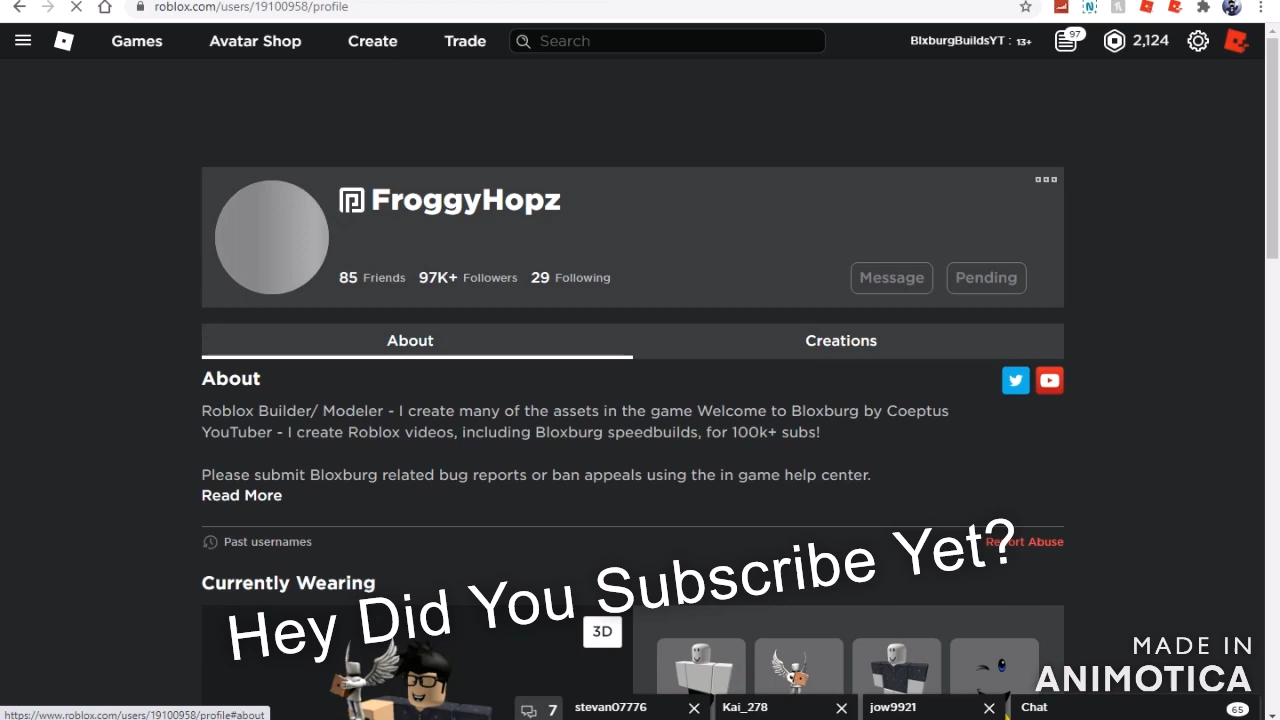 roblox.com/users/19100958/profile
Games Avatar Shop Create Trade Search BlxburgBuildsYT : 13+ 97 2,124
FroggyHopz
85 Friends 97K+ Followers 29 Following Message Pending
About Creations
About
Roblox Builder/ Modeler - I create many of the assets in the game Welcome to Bloxburg by Coeptus
YouTuber - I create Roblox videos, including Bloxburg speedbuilds, for 100k+ subs!
Please submit Bloxburg related bug reports or ban appeals using the in game help center.
Read More
Past usernames Report Abuse
Hey Did You Subscribe Yet?
Currently Wearing
3D
MADE IN
ANIMOTICA
https://www.roblox.com/users/19100958/profile#about 7 stevan07776 Kai_278 jow9921 Chat 65